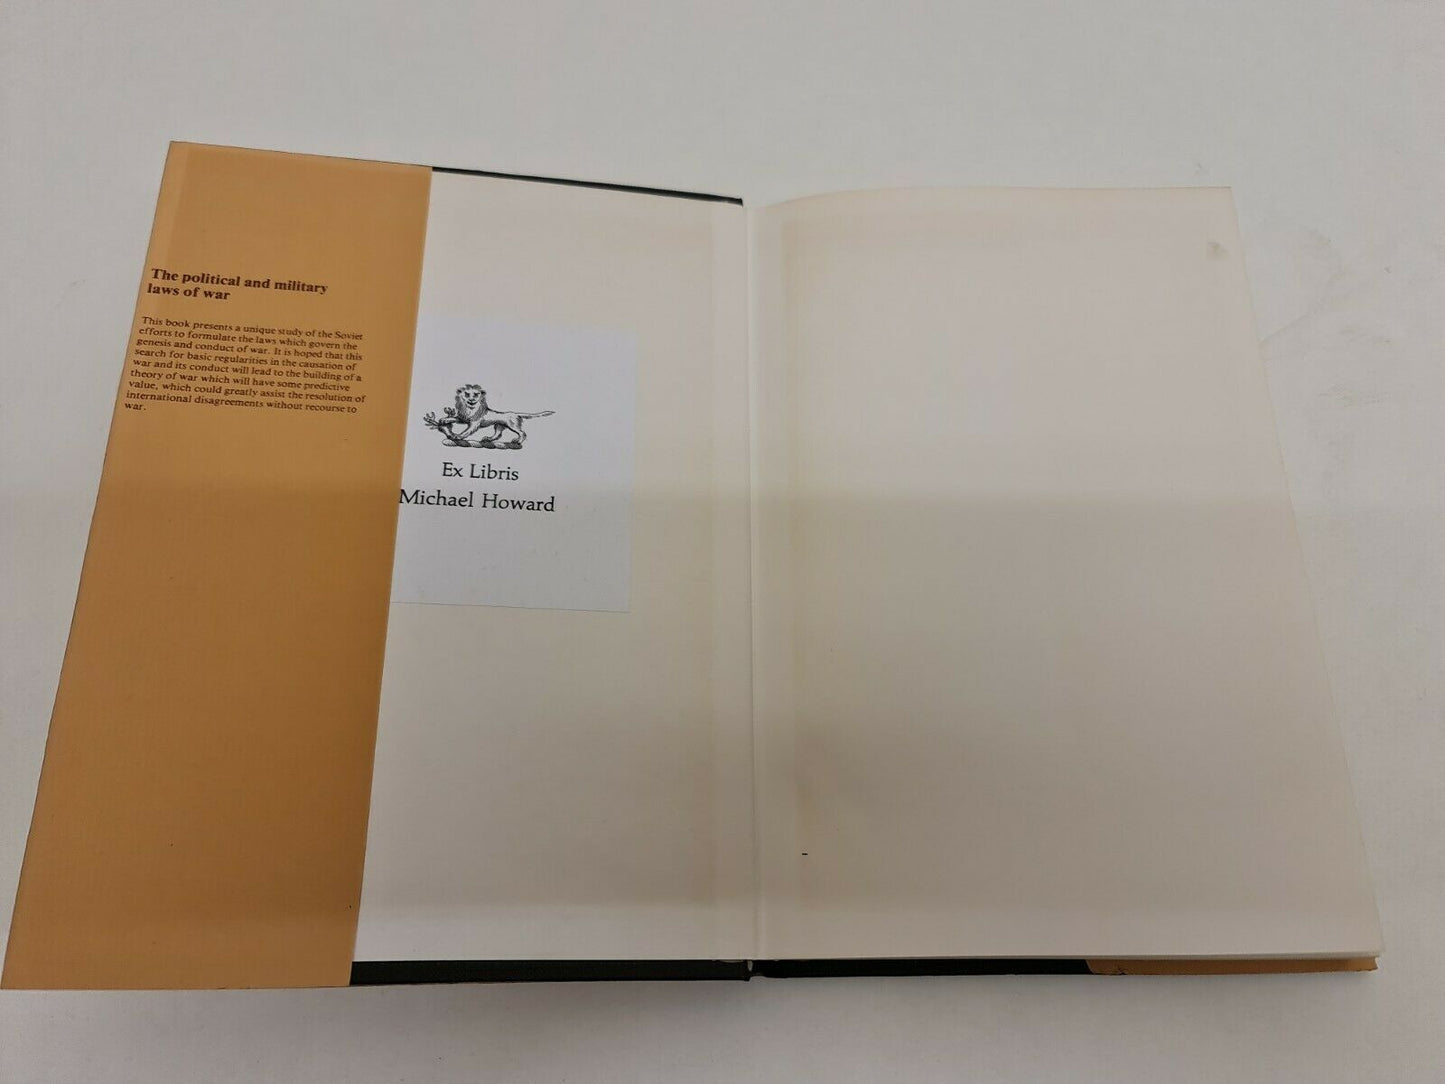 The political and military
laws of war
This book presents a unique study of the Soviet
efforts to formulate the laws which govern the
genesis and conduct of war. It is hoped that this
search for basic regularities in the causation of
war and its conduct will lead to the building of a
theory of war which will have some predictive
value, which could greatly assist the resolution of
international disagreements without recourse to
war.
Ex Libris
Michael Howard